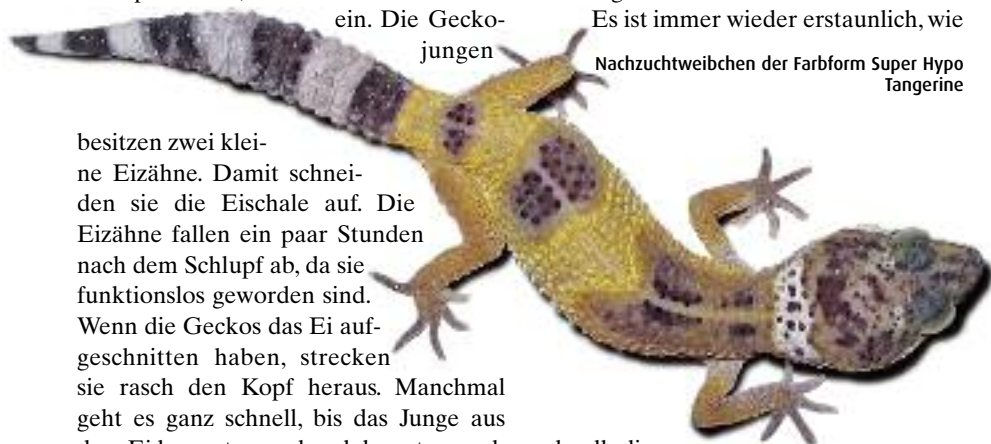 ein. Die Gecko-
jungen
besitzen zwei klei-
ne Eizähne. Damit schnei-
den sie die Eischale auf. Die
Eizähne fallen ein paar Stunden
nach dem Schlupf ab, da sie
funktionslos geworden sind.
Wenn die Geckos das Ei auf-
geschnitten haben, strecken
sie rasch den Kopf heraus. Manchmal
geht es ganz schnell, bis das Junge aus
Es ist immer wieder erstaunlich, wie
Nachzuchtweibchen der Farbform Super Hypo
Tangerine